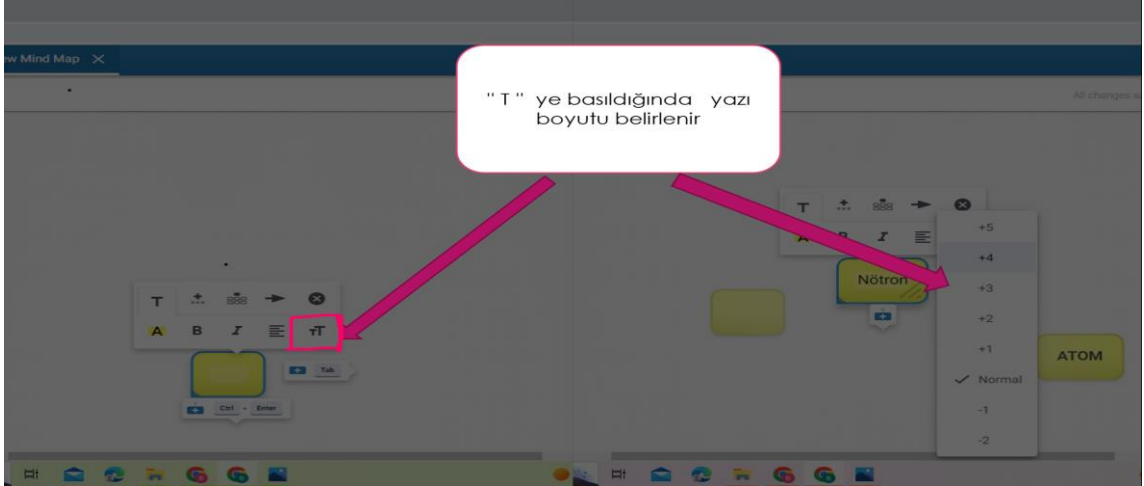 ew Mind Map
" T " ye basıldığında yazı
boyutu belirlenir
All changes s
T
A B I TT
Tab
Ctrl - Enter
T
A B I
+5
+4
+3
+2
+1
Normal
-1
-2
Nötron
ATOM